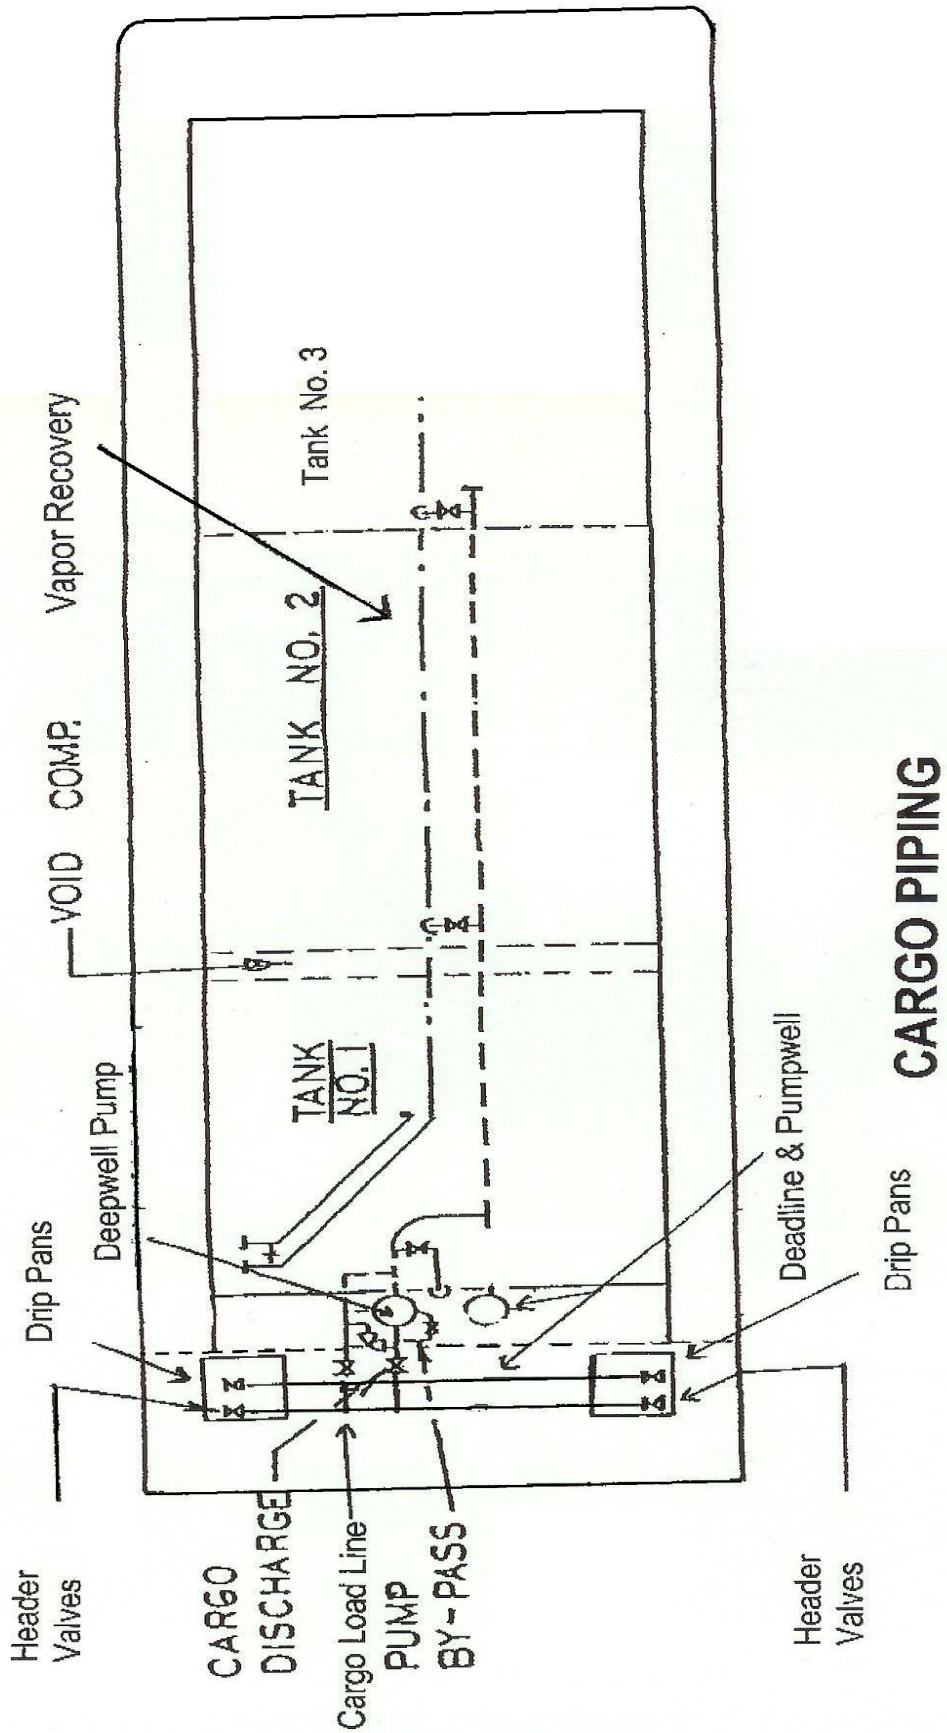 Header
Valves
Drip Pans
Deepwell Pump
VOID COMP.
Vapor Recovery
CARGO
DISCHARGE
Cargo Load Line
PUMP
BY-PASS
TANK
NO. 1
TANK NO. 2
Tank No. 3
Header
Valves
Drip Pans
Deadline & Pumpwell
CARGO PIPING